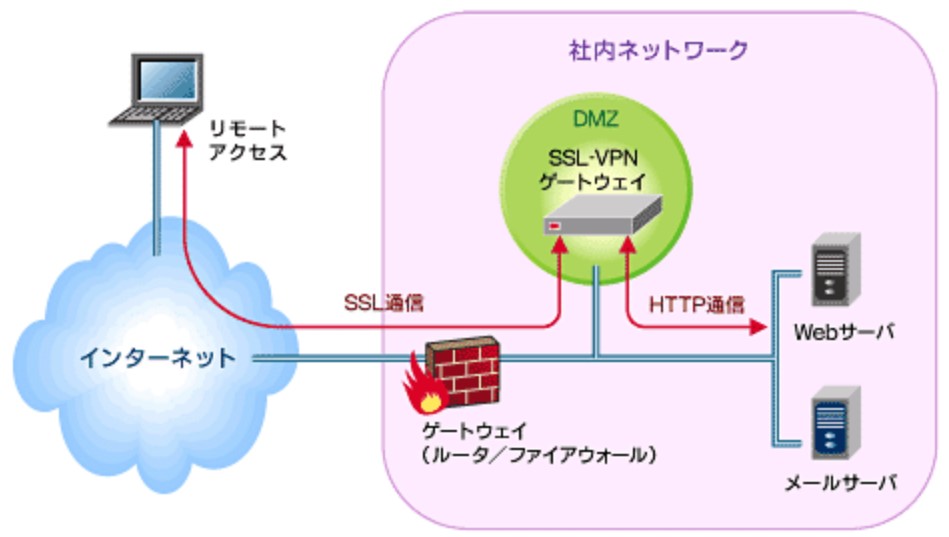 社内ネットワーク
リモート
アクセス
DMZ
SSL-VPN
ゲートウェイ
SSL通信
HTTP通信
Webサーバ
インターネット
ゲートウェイ
（ルータ／ファイアウォール）
メールサーバ